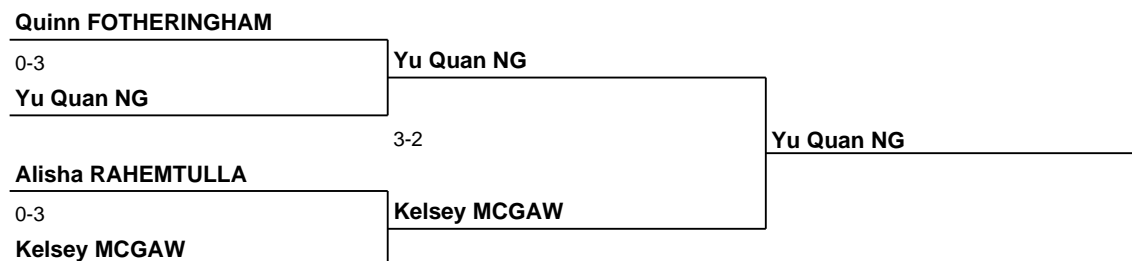 Quinn FOTHERINGHAM
0-3
Yu Quan NG
Yu Quan NG
3-2
Yu Quan NG
Alisha RAHEMTULLA
0-3
Kelsey MCGAW
Kelsey MCGAW